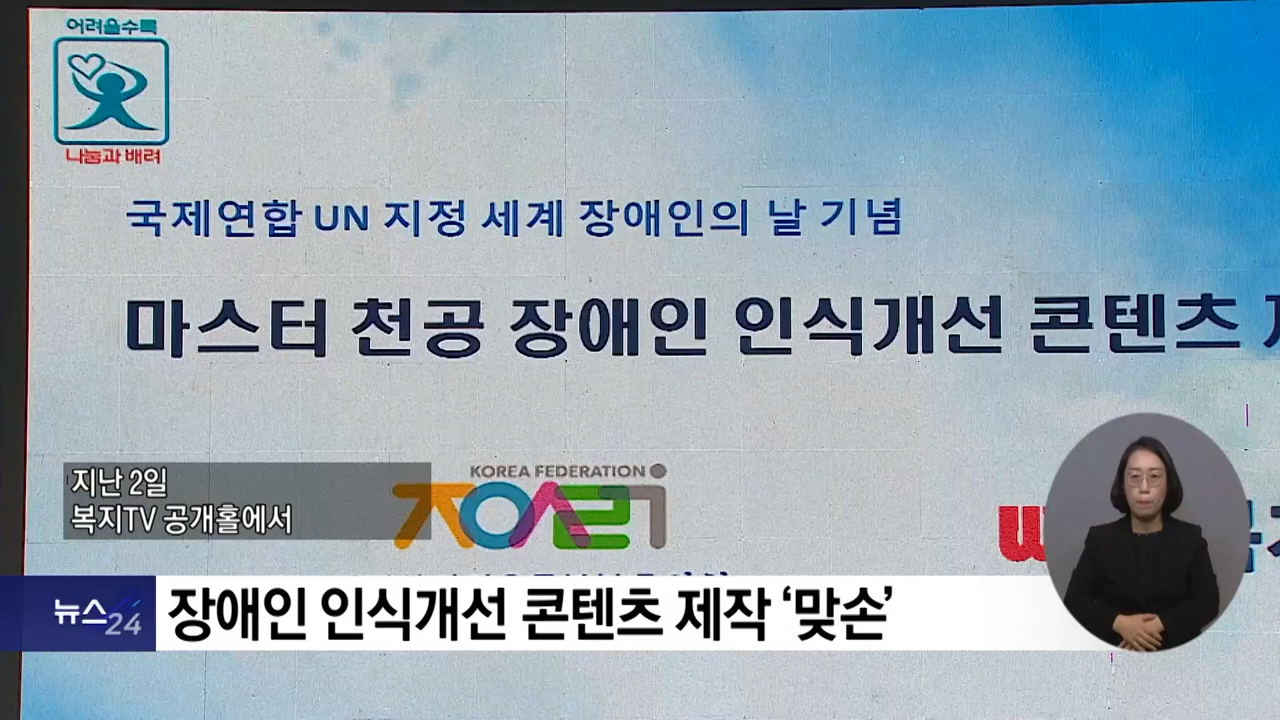 어려울수록
나눔과 배려
국제연합 UN 지정 세계 장애인의 날 기념
마스터 천공 장애인 인식개선 콘텐츠
KOREA FEDERATION
지난 2일
복지TV 공개홀에서
뉴스24
장애인 인식개선 콘텐츠 제작 ‘맞손’